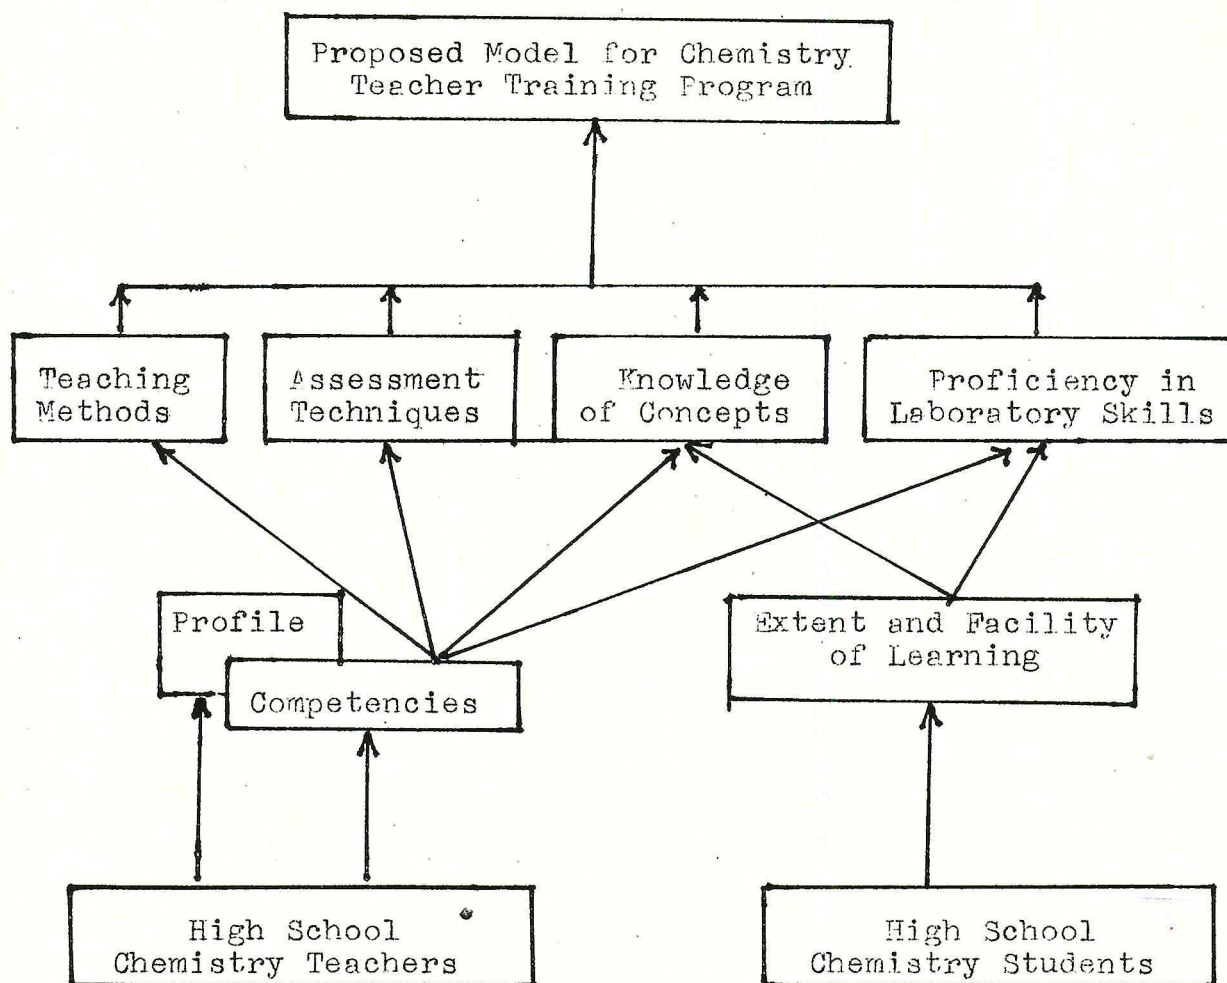 Proposed Model for Chemistry
Teacher Training Program
Teaching
Methods
Assessment
Techniques
Knowledge
of Concepts
Proficiency in
Laboratory Skills
Profile
Competencies
Extent and Facility
of Learning
High School
Chemistry Teachers
High School
Chemistry Students